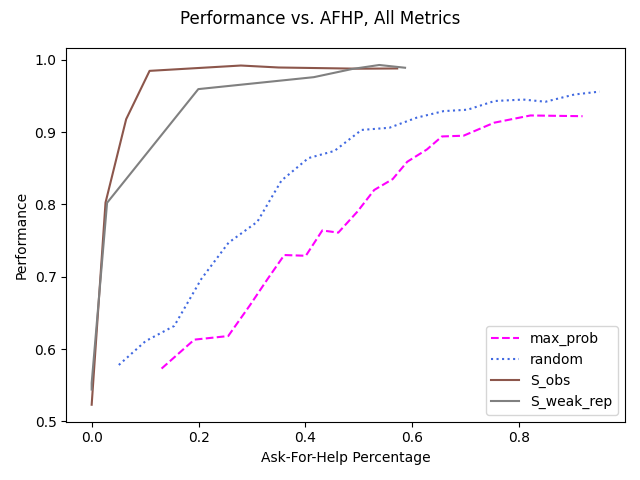 Performance vs. AFHP, All Metrics
1.0
0.9
0.8
0.7
0.6
0.5
Performance
max_prob
random
S_obs
S_weak_rep
0.0
0.2
0.4
0.6
0.8
Ask-For-Help Percentage